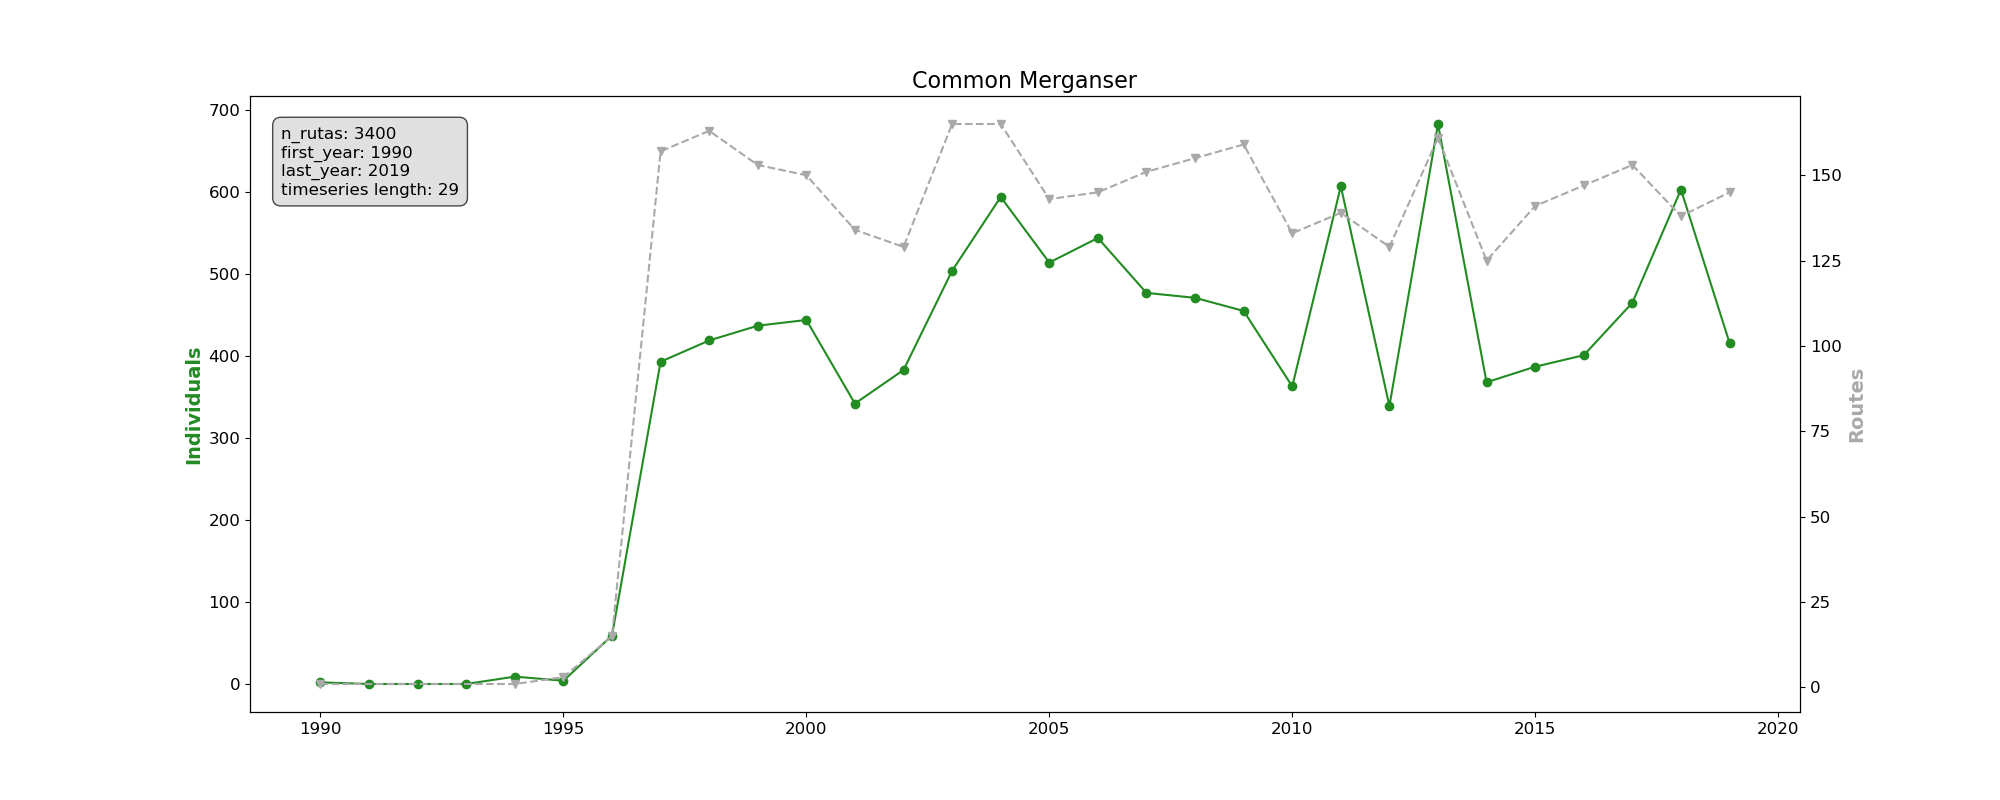 Common Merganser
n_rutas: 3400
first_year: 1990
last_year: 2019
timeseries length: 29
Individuals
700
600
500
400
300
200
100
0
150
125
100
75
50
25
0
Routes
1990 1995 2000 2005 2010 2015 2020